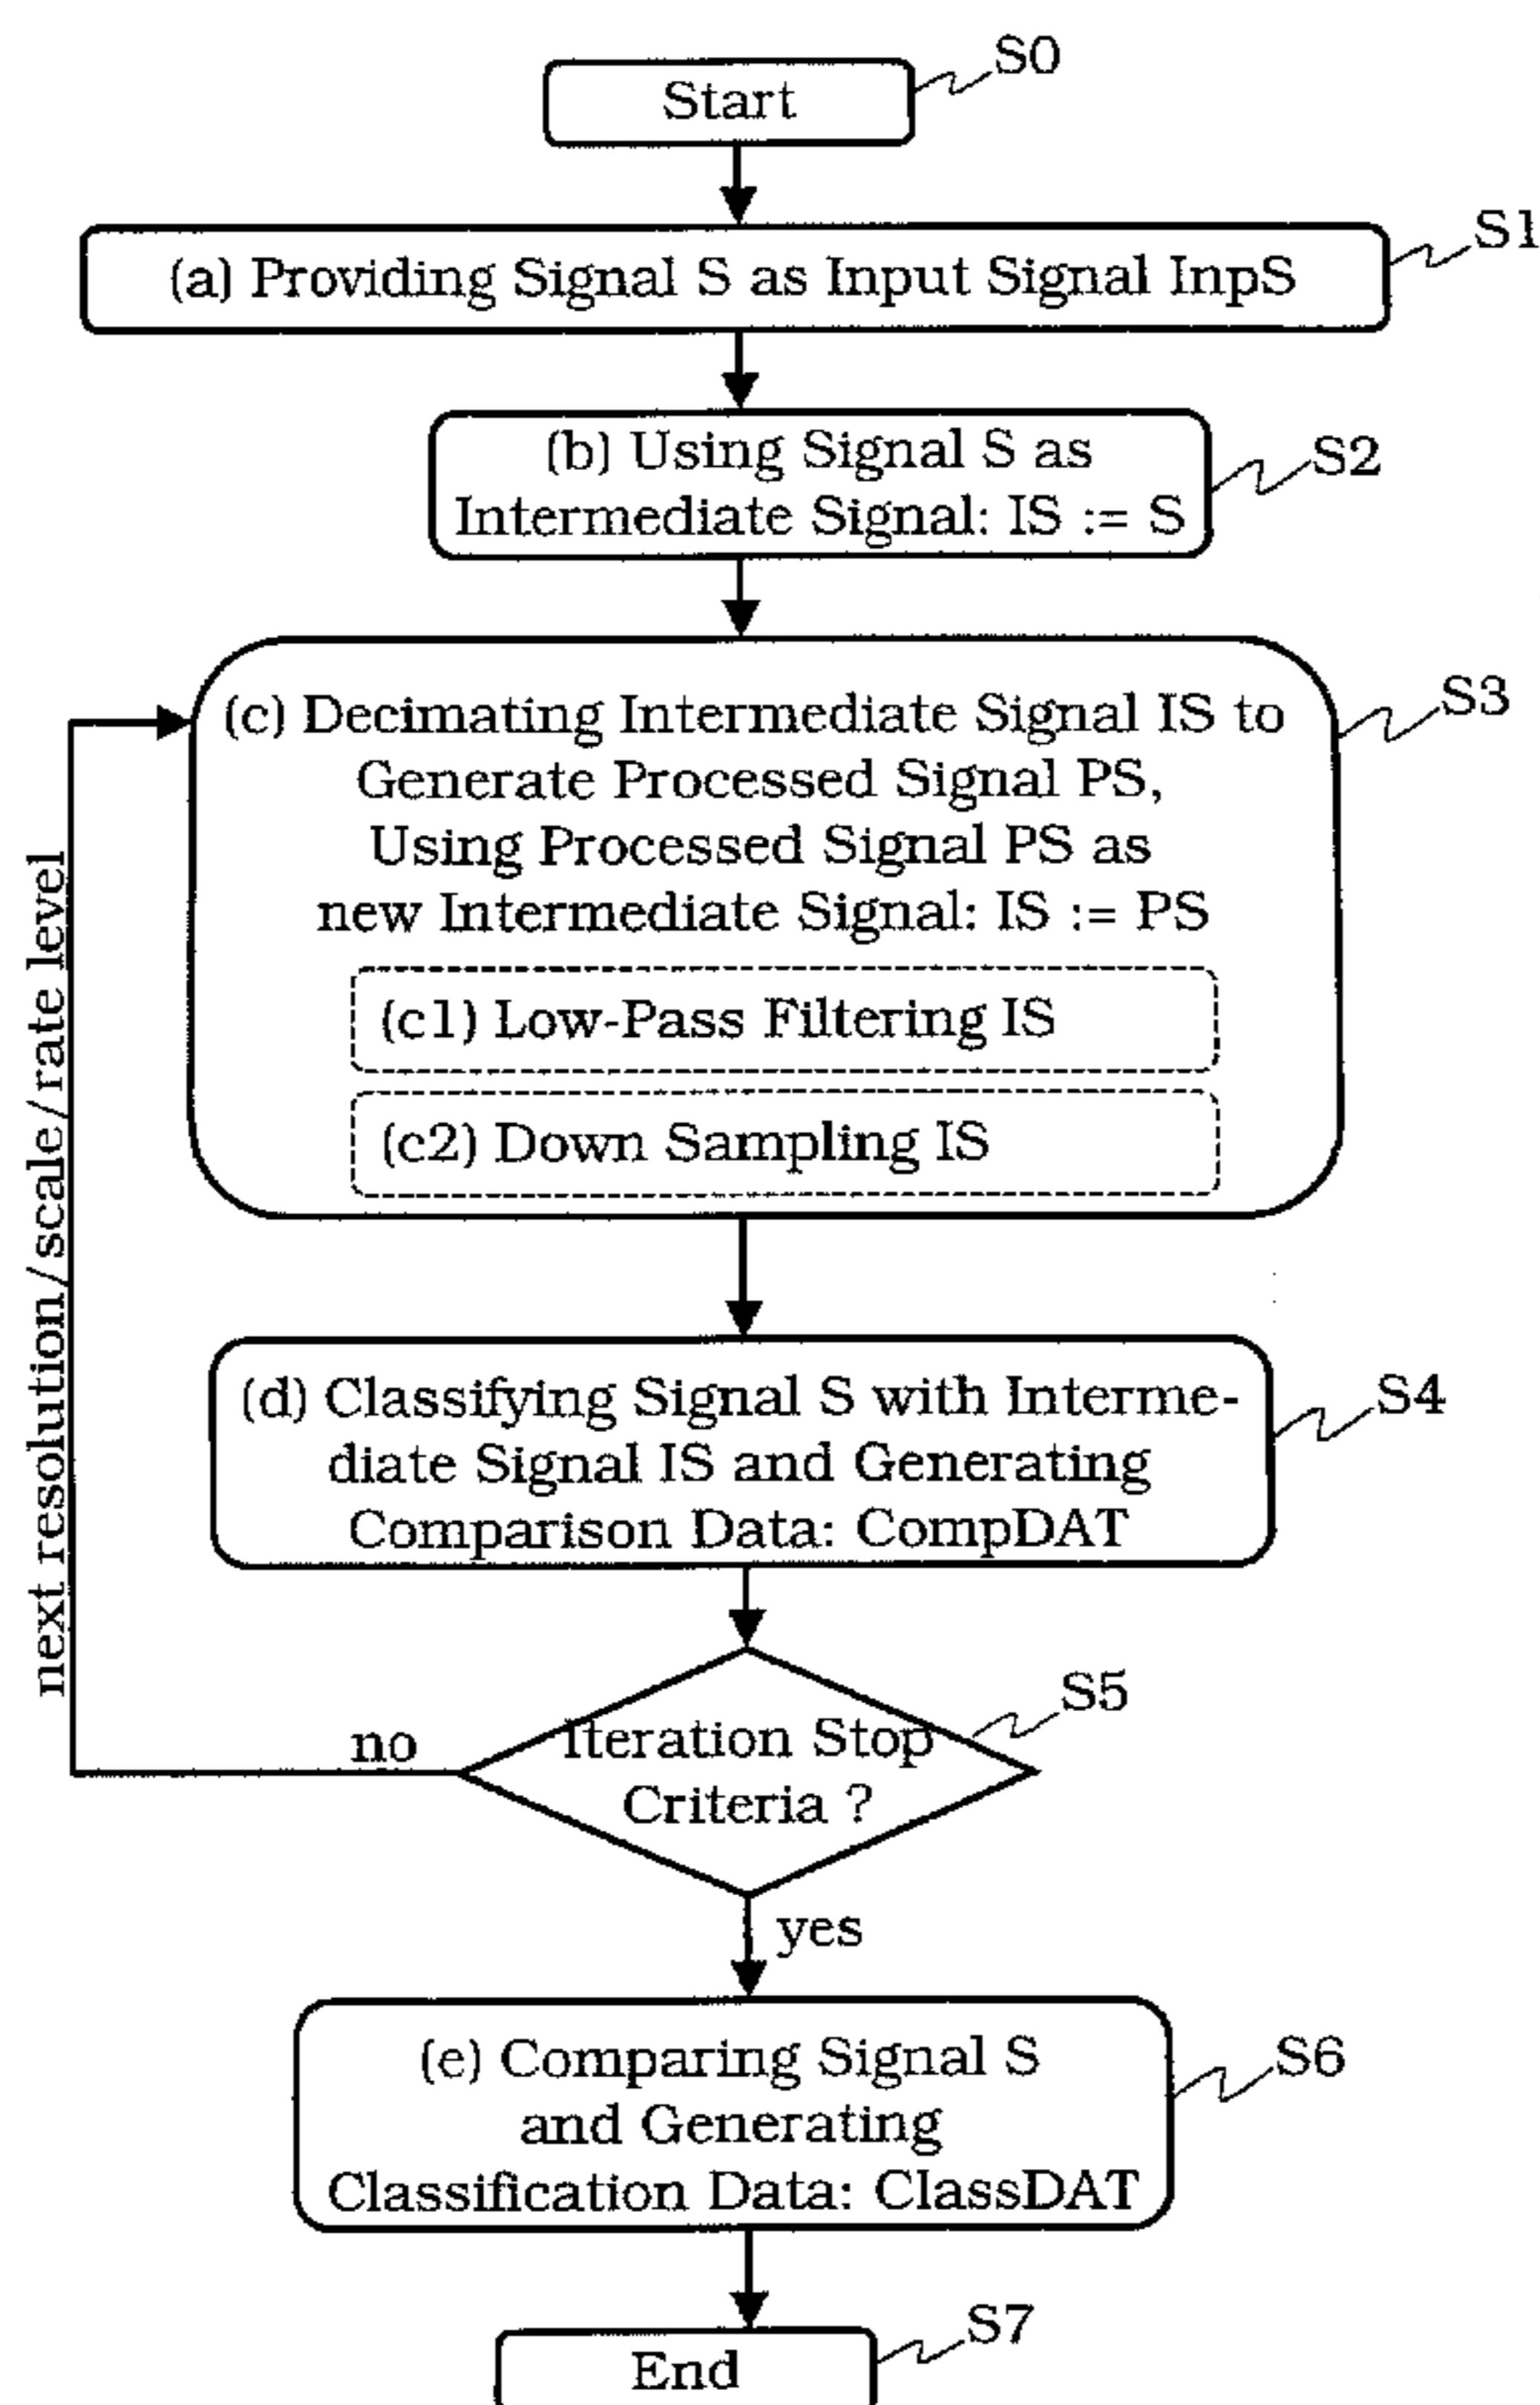 Start
S0
(a) Providing Signal S as Input Signal InpS
S1
(b) Using Signal S as
Intermediate Signal: IS := S
S2
(c) Decimating Intermediate Signal IS to
Generate Processed Signal PS,
Using Processed Signal PS as
new Intermediate Signal: IS := PS
S3
(c1) Low-Pass Filtering IS
(c2) Down Sampling IS
next resolution/scale/rate level
(d) Classifying Signal S with Interme-
diate Signal IS and Generating
Comparison Data: CompDAT
S4
Iteration Stop
Criteria ?
S5
no
yes
(e) Comparing Signal S
and Generating
Classification Data: ClassDAT
S6
End
S7